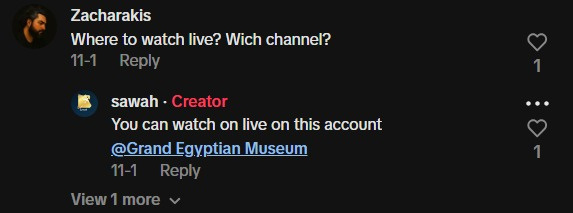 Zacharakis
Where to watch live? Wich channel?
11-1 Reply
1
sawah · Creator
You can watch on live on this account
@Grand Egyptian Museum
11-1 Reply
1
View 1 more